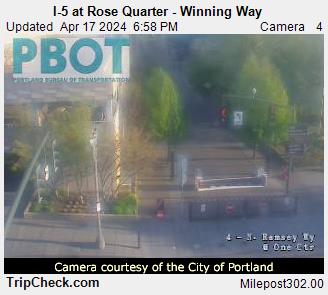 I-5 at Rose Quarter - Winning Way
Updated Apr 17 2024 6:58 PM Camera 4
PBOT
PORTLAND BUREAU OF TRANSPORTATION
4 - N. Ramsey Wy
@ One Ctr
Camera courtesy of the City of Portland
TripCheck.com Milepost302.00